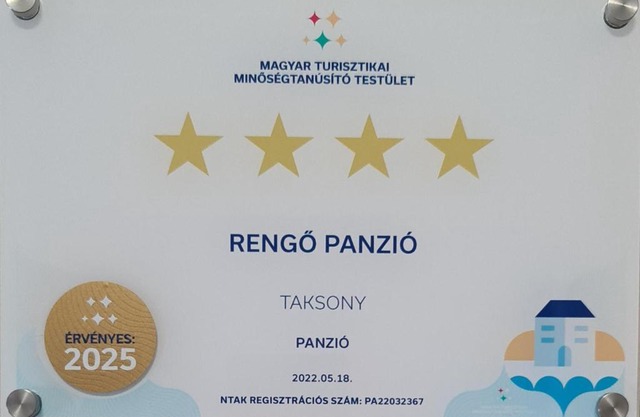 MAGYAR TURISZTIKAI
MINŐSÉGTANÚSÍTÓ TESTÜLET
RENGŐ PANZIÓ
TAKSONY
PANZIÓ
2022.05.18.
NTAK REGISZTRÁCIÓS SZÁM: PA22032367
ÉRVÉNYES:
2025